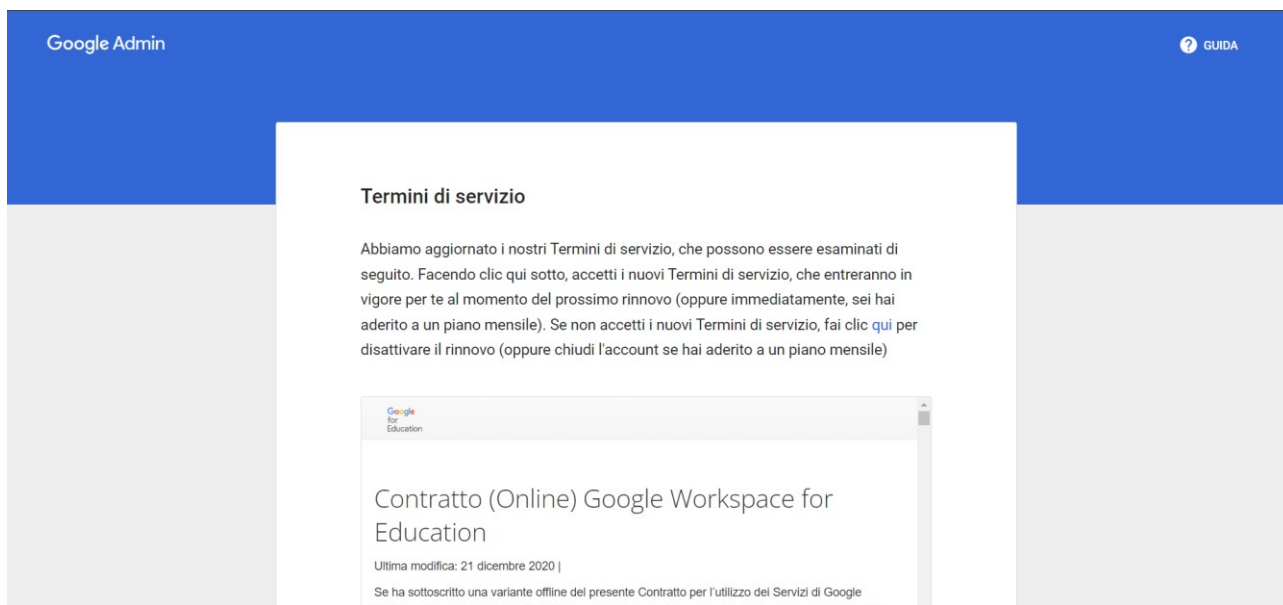 Google Admin
? GUIDA
Termini di servizio
Abbiamo aggiornato i nostri Termini di servizio, che possono essere esaminati di
seguito. Facendo clic qui sotto, accetti i nuovi Termini di servizio, che entreranno in
vigore per te al momento del prossimo rinnovo (oppure immediatamente, sei hai
aderito a un piano mensile). Se non accetti i nuovi Termini di servizio, fai clic qui per
disattivare il rinnovo (oppure chiudi l'account se hai aderito a un piano mensile)
Google
for
Education
Contratto (Online) Google Workspace for
Education
Ultima modifica: 21 dicembre 2020 |
Se ha sottoscritto una variante offline del presente Contratto per l'utilizzo dei Servizi di Google